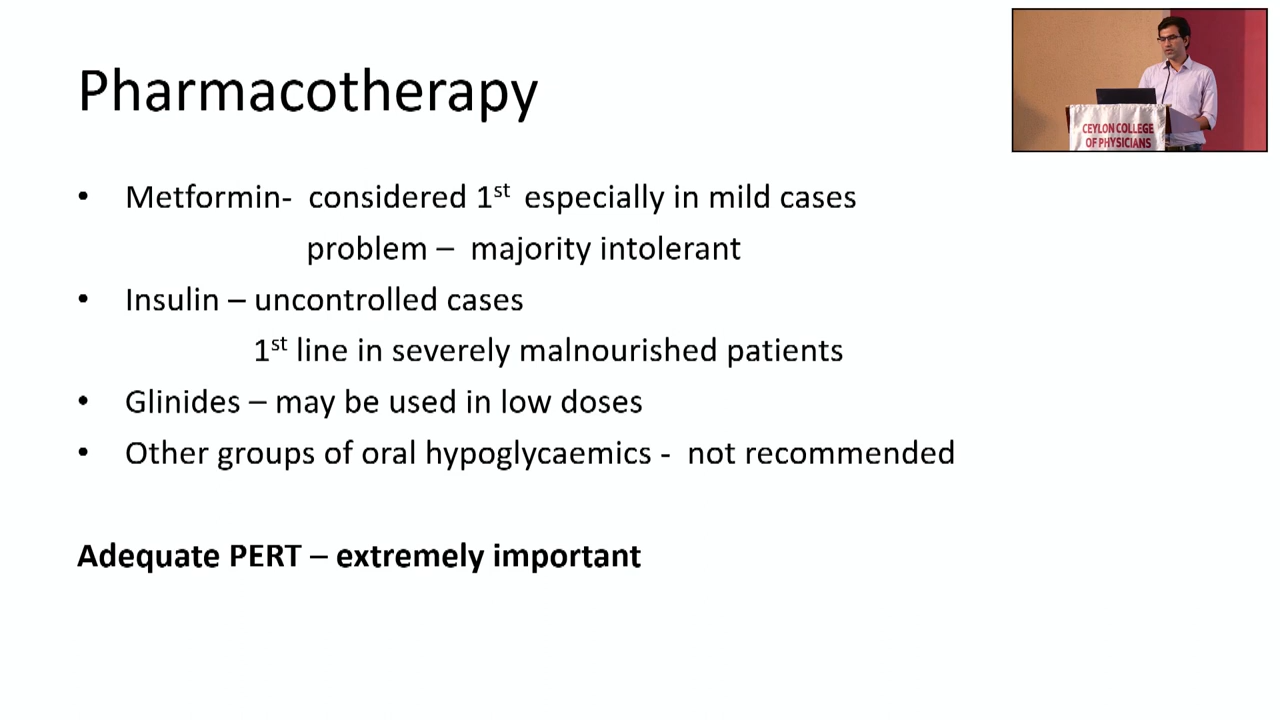 Pharmacotherapy
CEYLON COLLEGE
OF PHYSICIANS
• Metformin- considered 1st especially in mild cases
problem – majority intolerant
• Insulin – uncontrolled cases
1st line in severely malnourished patients
• Glinides – may be used in low doses
• Other groups of oral hypoglycaemics - not recommended
Adequate PERT – extremely important